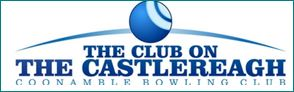 THE CLUB ON
THE CASTLEREAGH
COONAMBLE BOWLING CLUB